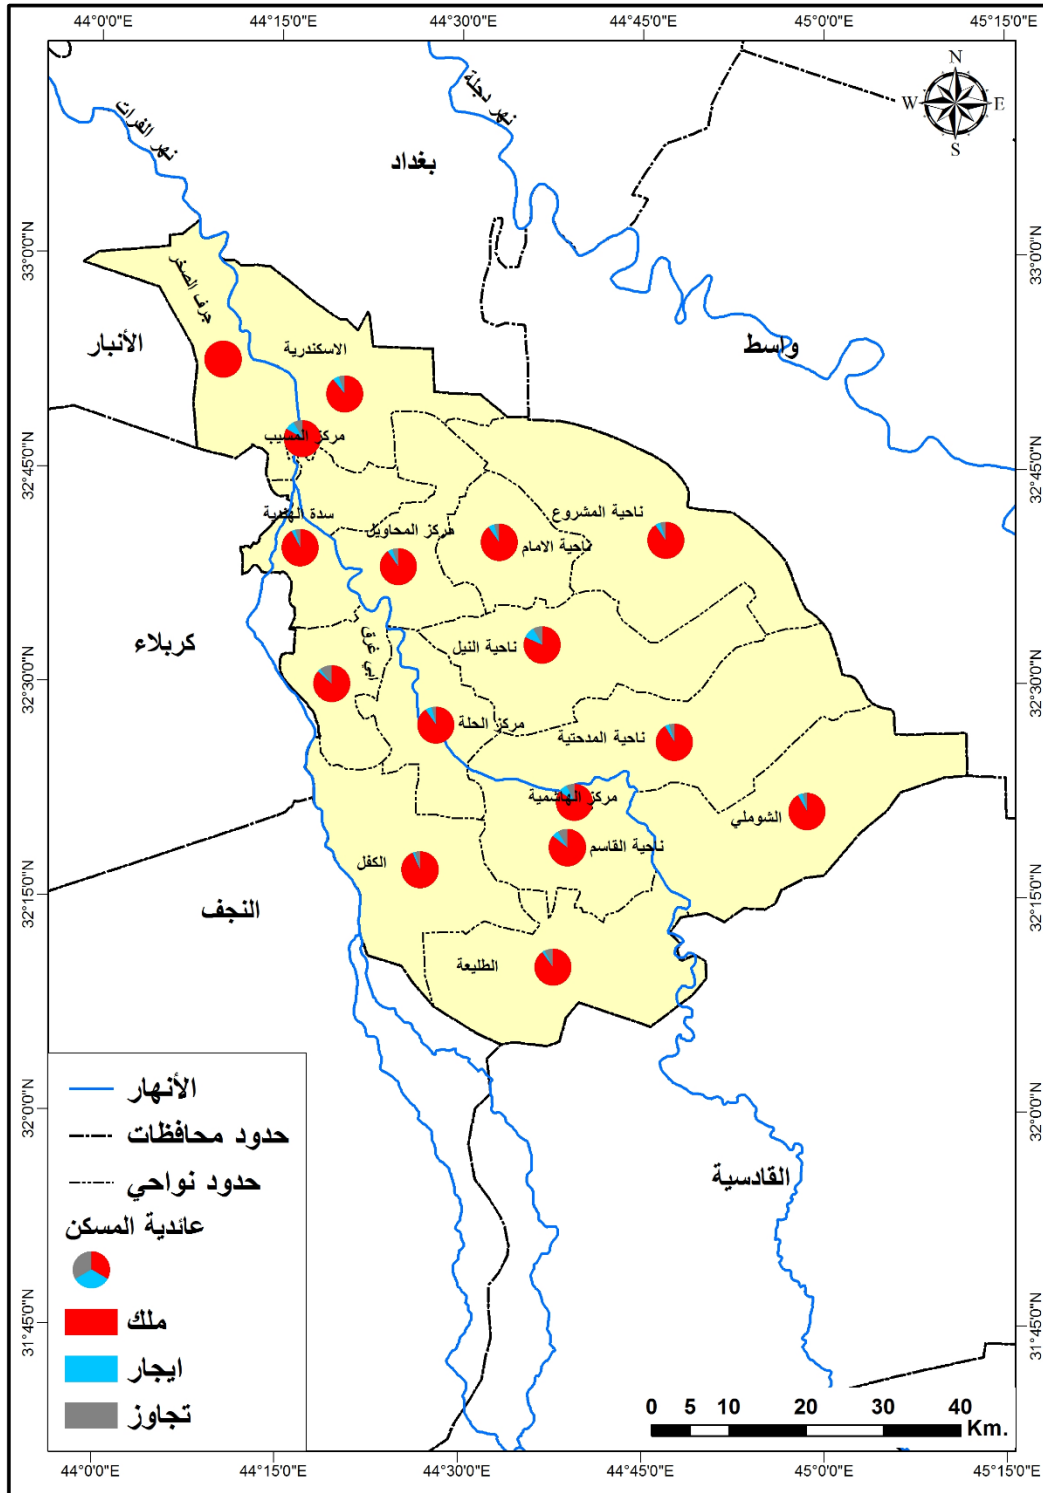 44°0'0"E 44°15'0"E 44°30'0"E 44°45'0"E 45°0'0"E 45°15'0"E
N
W E
S
نهر الفرات
نهر دجلة
بغداد
33°0'0"N 33°0'0"N
جرف الصخر
الأنبار
الاسكندرية
واسط
مركز المسيب
32°45'0"N 32°45'0"N
سدة الهندية
مركز المحاويل
ناحية الامام
ناحية المشروع
كربلاء
ابي غرق
ناحية النيل
32°30'0"N 32°30'0"N
مركز الحلة
ناحية المدحتية
مركز الهاشمية
الشوملي
ناحية القاسم
الكفل
32°15'0"N 32°15'0"N
النجف
الطليعة
32°0'0"N 32°0'0"N
القادسية
الأنهار
حدود محافظات
حدود نواحي
عائدية المسكن
ملك
ايجار
تجاوز
31°45'0"N 31°45'0"N
0 5 10 20 30 40
Km.
44°0'0"E 44°15'0"E 44°30'0"E 44°45'0"E 45°0'0"E 45°15'0"E